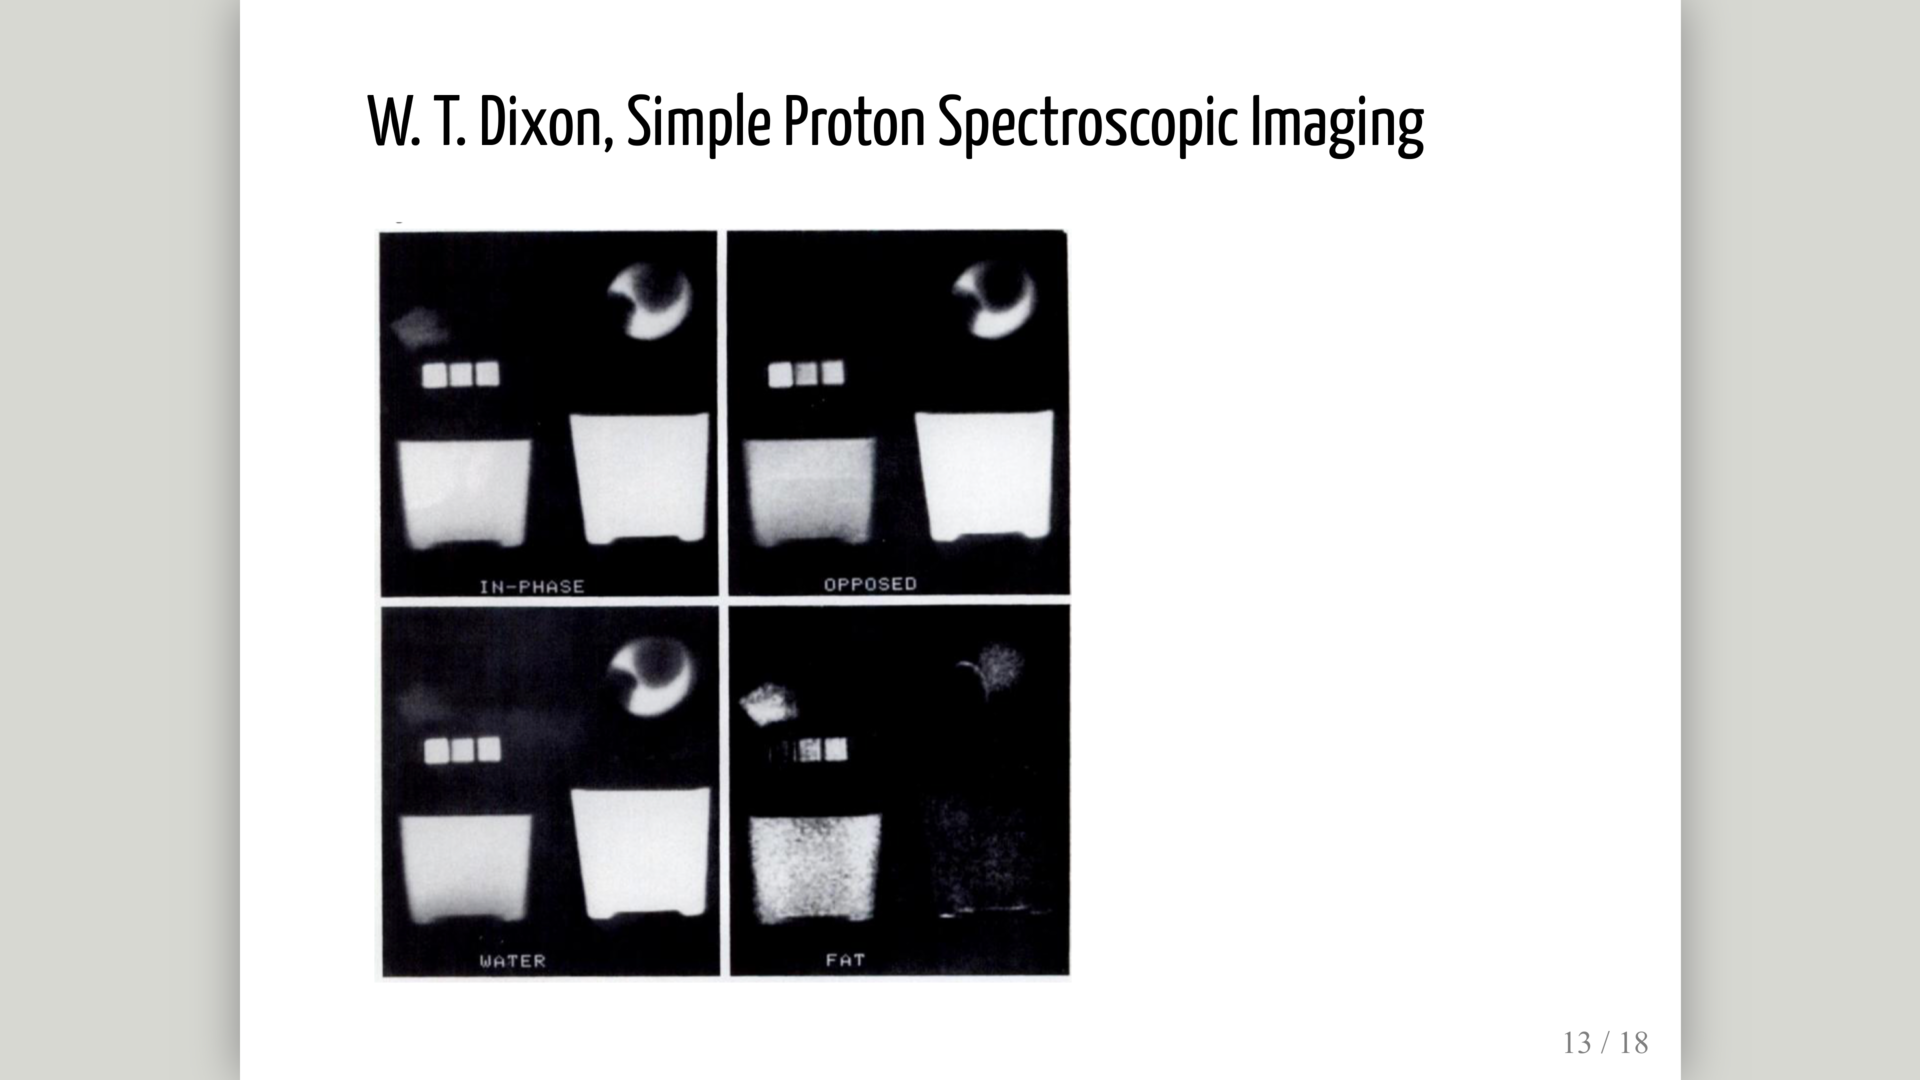 W. T. Dixon, Simple Proton Spectroscopic Imaging
IN-PHASE
OPPOSED
WATER
FAT
13 / 18